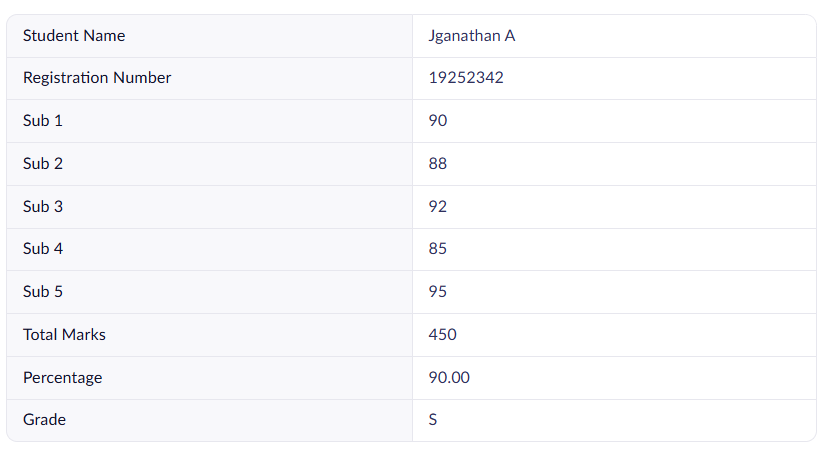 Student Name Jganathan A
Registration Number 19252342
Sub 1 90
Sub 2 88
Sub 3 92
Sub 4 85
Sub 5 95
Total Marks 450
Percentage 90.00
Grade S